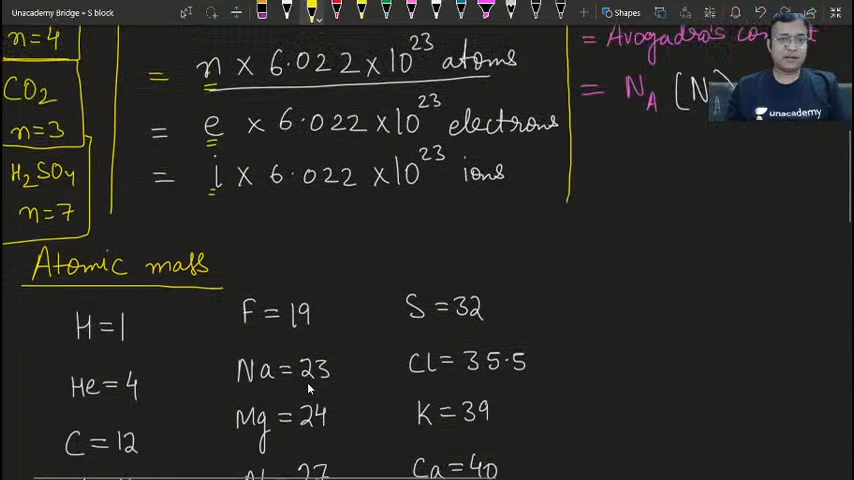 Unacademy Bridge • S block
Shapes
n=4
CO2
n=3
H2SO4
n=7
= n × 6.022 × 10^23 atoms
= e × 6.022 × 10^23 electrons
= i × 6.022 × 10^23 ions
= Avogadro's
= NA (N
unacademy
Atomic mass
H = 1
He = 4
C = 12
F = 19
Na = 23
Mg = 24
= 27
S = 32
Cl = 35.5
K = 39
Ca = 40